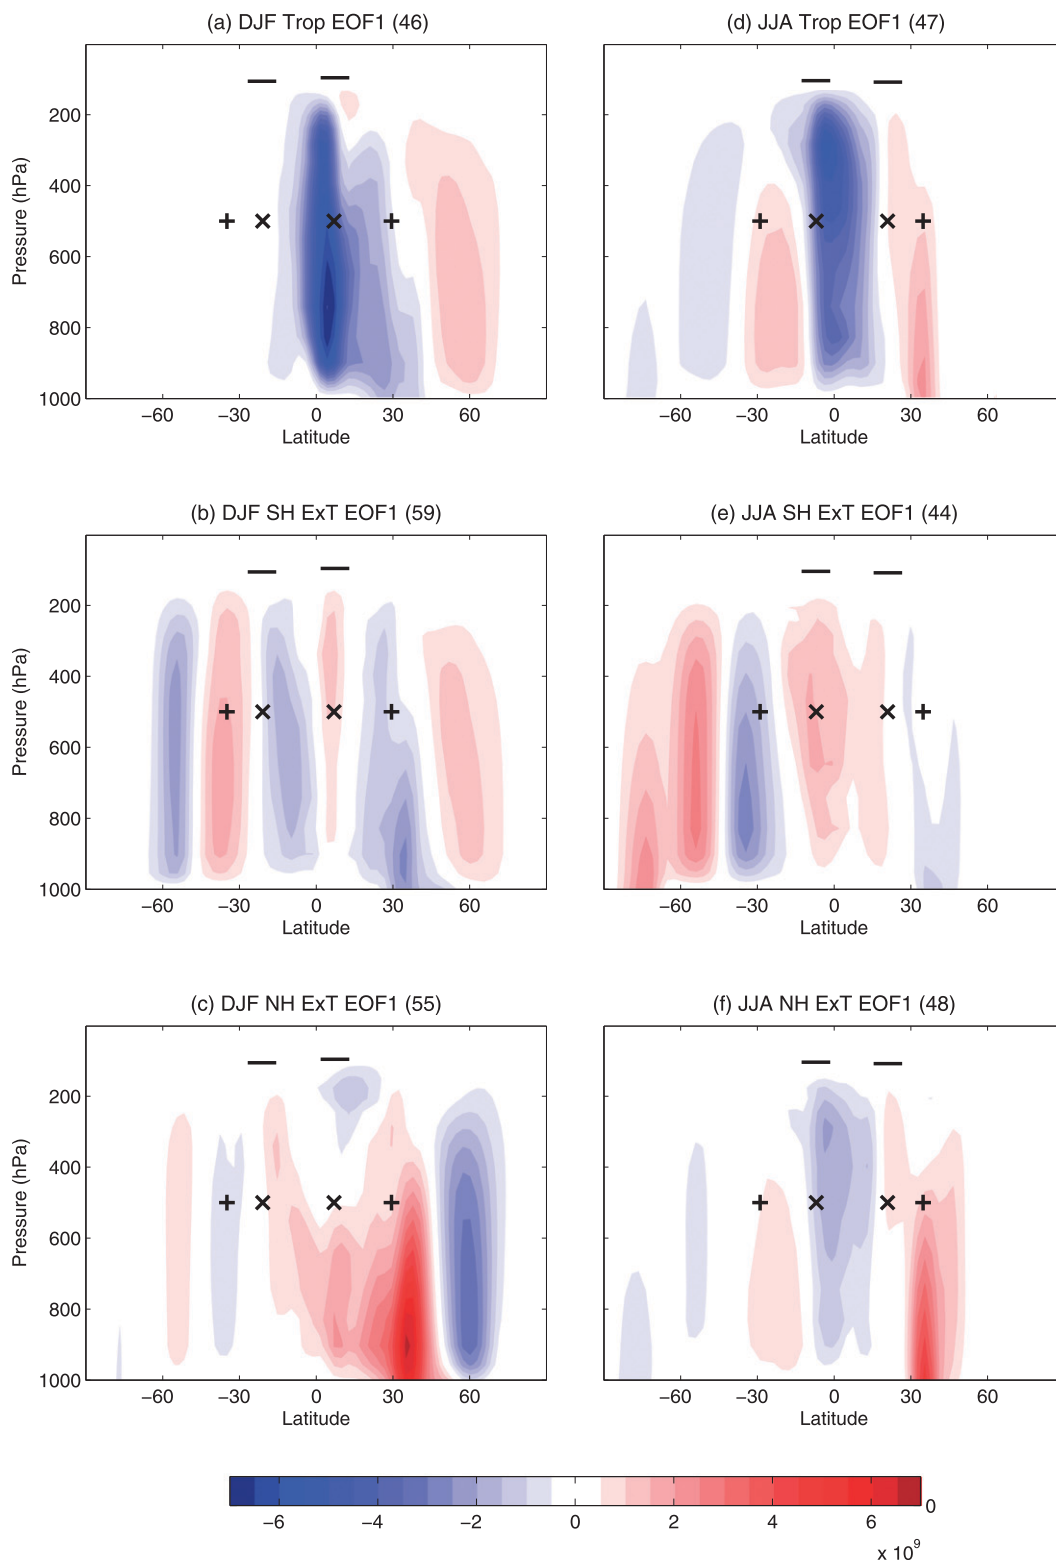 (a) DJF Trop EOF1 (46)
200
400
600
800
1000
Pressure (hPa)
−60 −30 0 30 60
Latitude
(d) JJA Trop EOF1 (47)
−60 −30 0 30 60
Latitude
(b) DJF SH ExT EOF1 (59)
200
400
600
800
1000
Pressure (hPa)
−60 −30 0 30 60
Latitude
(e) JJA SH ExT EOF1 (44)
−60 −30 0 30 60
Latitude
(c) DJF NH ExT EOF1 (55)
200
400
600
800
1000
Pressure (hPa)
−60 −30 0 30 60
Latitude
(f) JJA NH ExT EOF1 (48)
−60 −30 0 30 60
Latitude
0
−6 −4 −2 0 2 4 6
x 10⁹